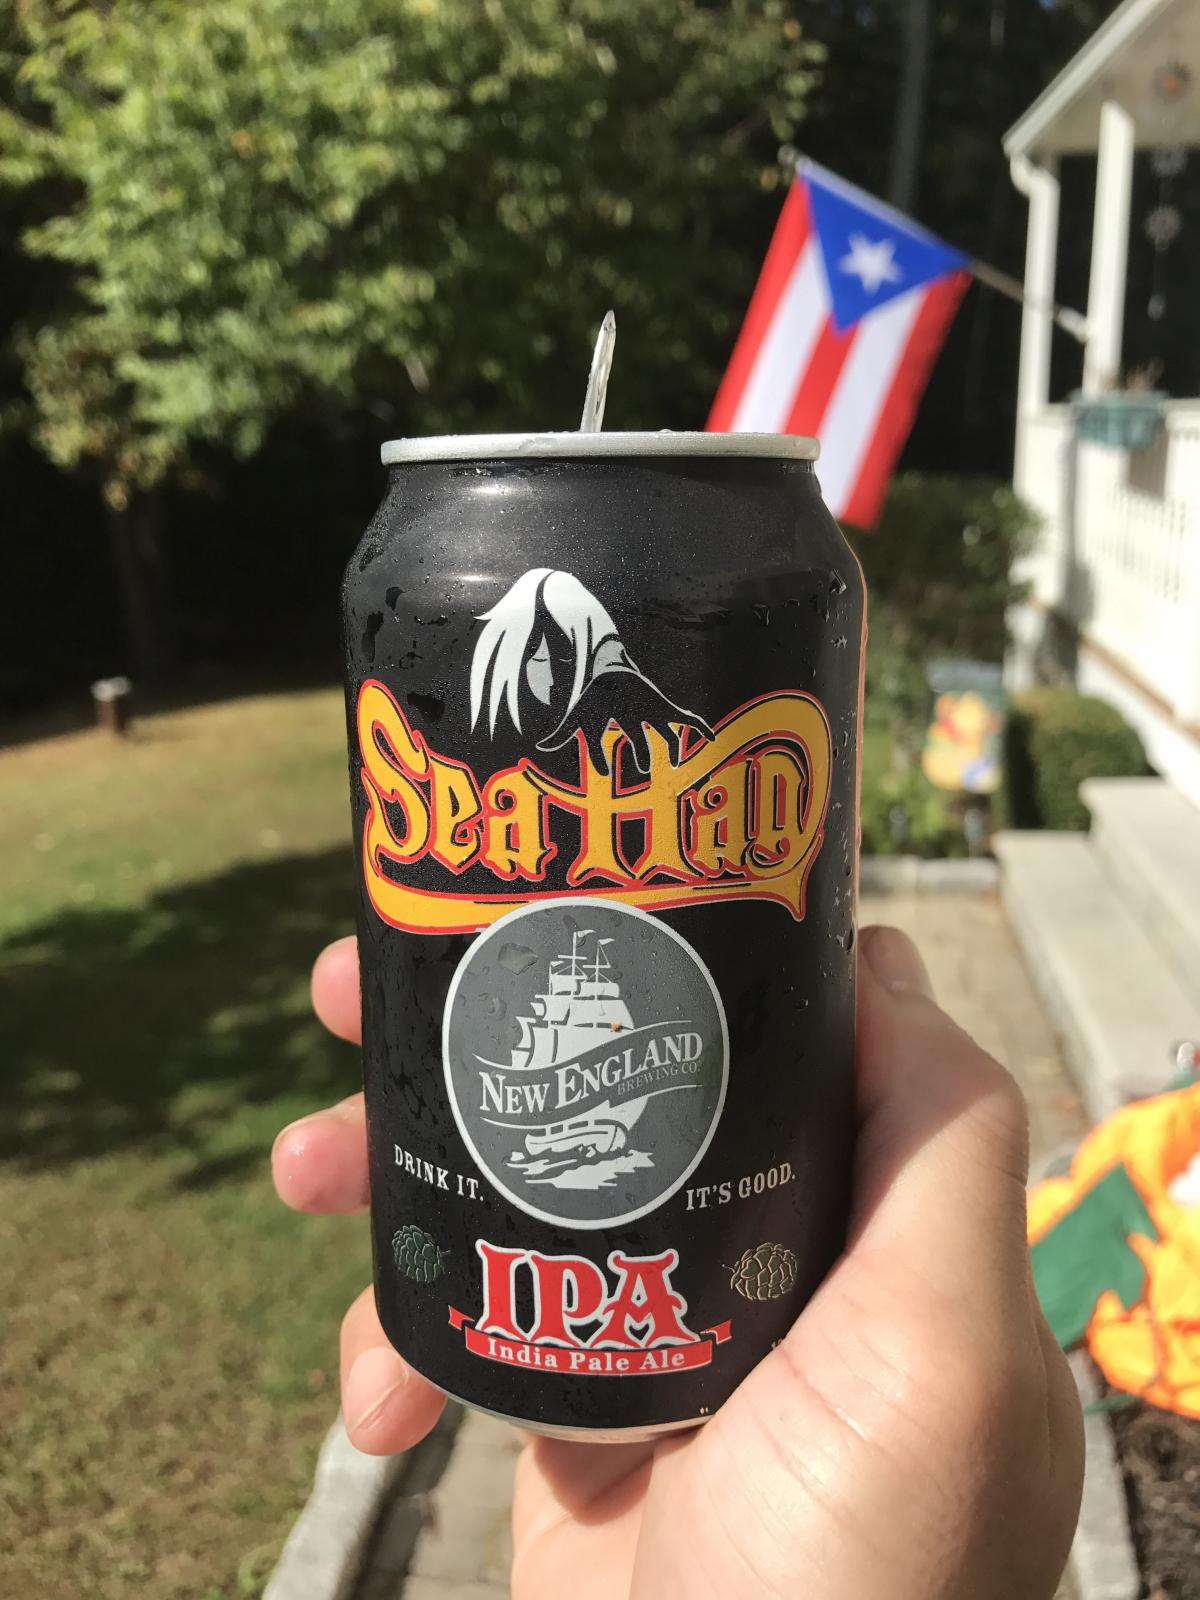 Sea Hag
NEW ENGLAND
BREWING CO.
DRINK IT.
IT'S GOOD.
IPA
India Pale Ale